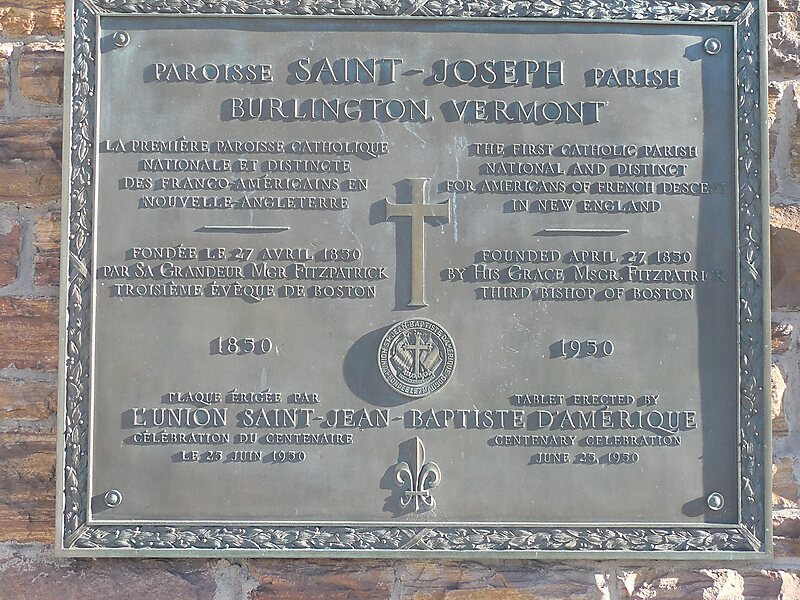 PAROISSE SAINT-JOSEPH PARISH
BURLINGTON, VERMONT
LA PREMIÈRE PAROISSE CATHOLIQUE
NATIONALE ET DISTINCTE
DES FRANCO-AMÉRICAINS EN
NOUVELLE-ANGLETERRE
FONDÉE LE 27 AVRIL 1850
PAR SA GRANDEUR MGR FITZPATRICK
TROISIÈME ÉVÊQUE DE BOSTON
1850
THE FIRST CATHOLIC PARISH
NATIONAL AND DISTINCT
FOR AMERICANS OF FRENCH DESCENT
IN NEW ENGLAND
FOUNDED APRIL 27 1850
BY HIS GRACE, MSGR. FITZPATRICK
THIRD BISHOP OF BOSTON
1950
PLAQUE ÉRIGÉE PAR
TABLET ERECTED BY
L'UNION SAINT-JEAN-BAPTISTE D'AMÉRIQUE
CÉLÉBRATION DU CENTENAIRE
LE 25 JUIN 1950
CENTENARY CELEBRATION
JUNE 25, 1950